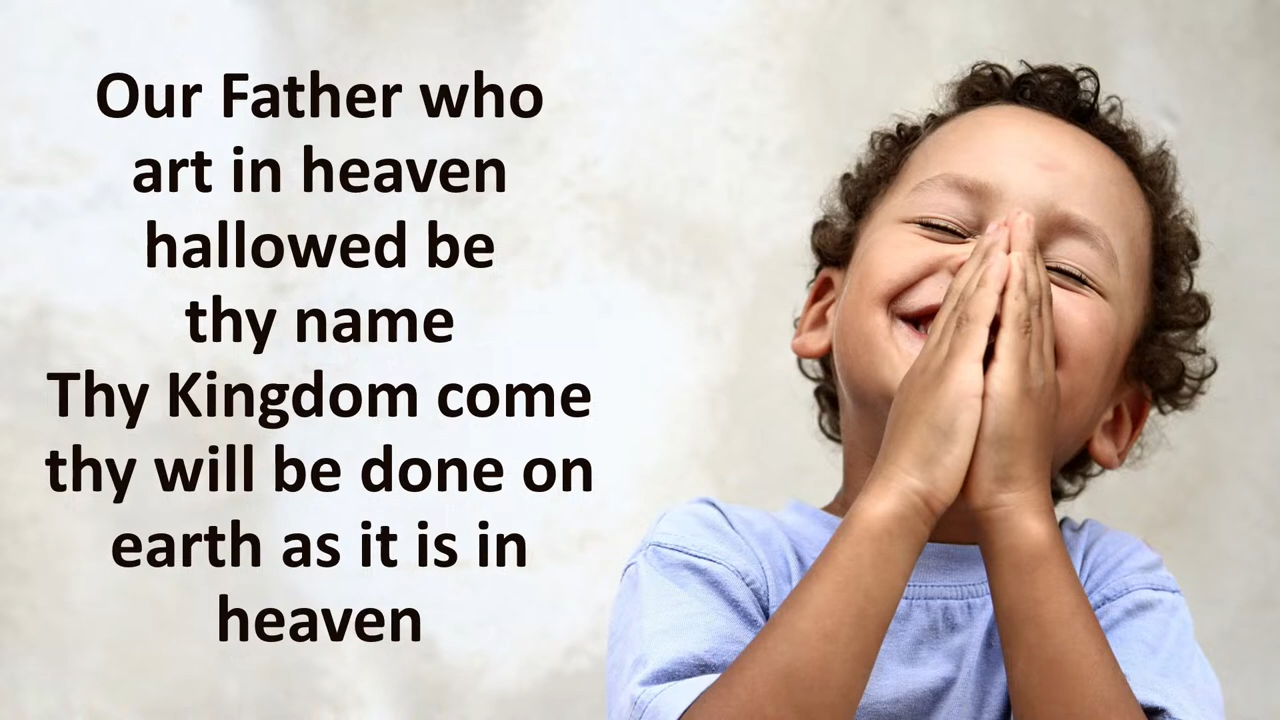 Our Father who
art in heaven
hallowed be
thy name
Thy Kingdom come
thy will be done on
earth as it is in
heaven